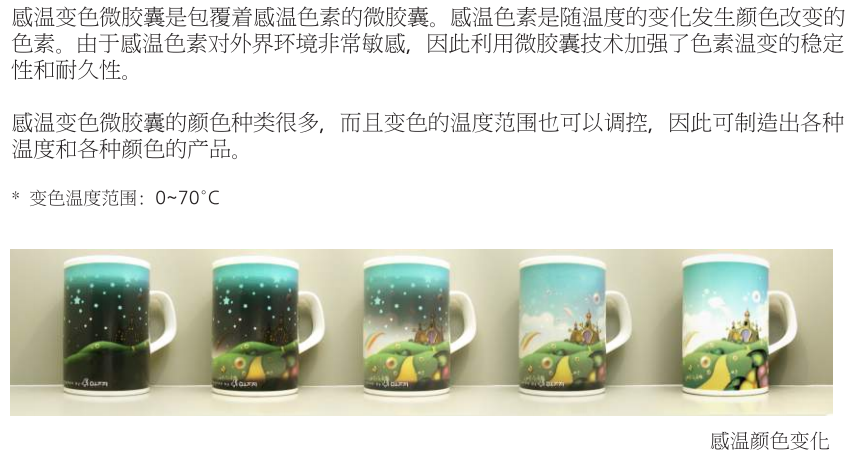 感温变色微胶囊是包覆着感温色素的微胶囊。感温色素是随温度的变化发生颜色改变的
色素。由于感温色素对外界环境非常敏感，因此利用微胶囊技术加强了色素温变的稳定
性和耐久性。
感温变色微胶囊的颜色种类很多，而且变色的温度范围也可以调控，因此可制造出各种
温度和各种颜色的产品。
* 变色温度范围：0~70°C
感温颜色变化